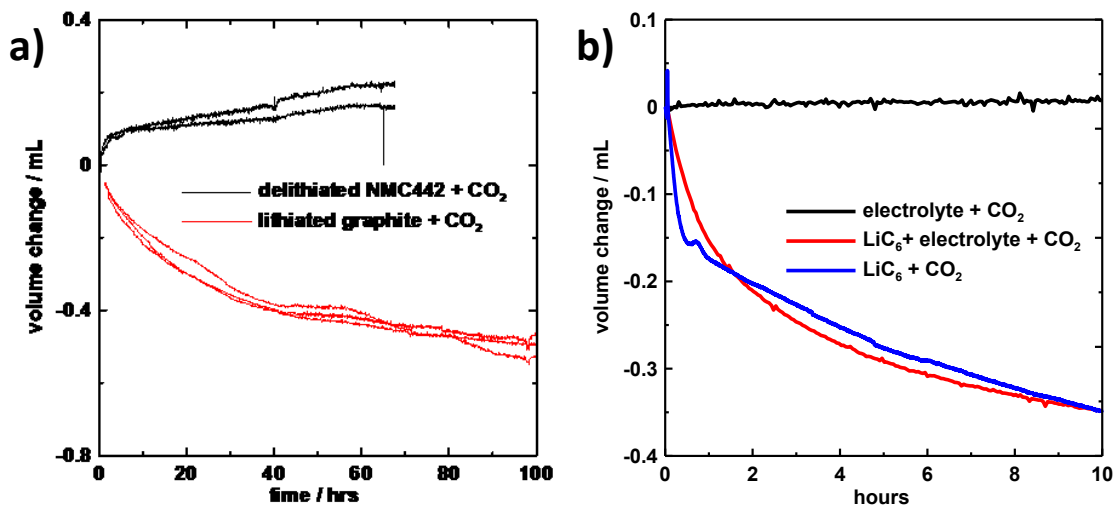 a)
0.4
0
-0.4
-0.8
volume change / mL
delithiated NMC442 + CO₂
lithiated graphite + CO₂
0
20
40
60
80
100
time / hrs
b)
0.1
0
-0.1
-0.2
-0.3
-0.4
volume change / mL
electrolyte + CO₂
LiC₆+ electrolyte + CO₂
LiC₆ + CO₂
0
2
4
6
8
10
hours